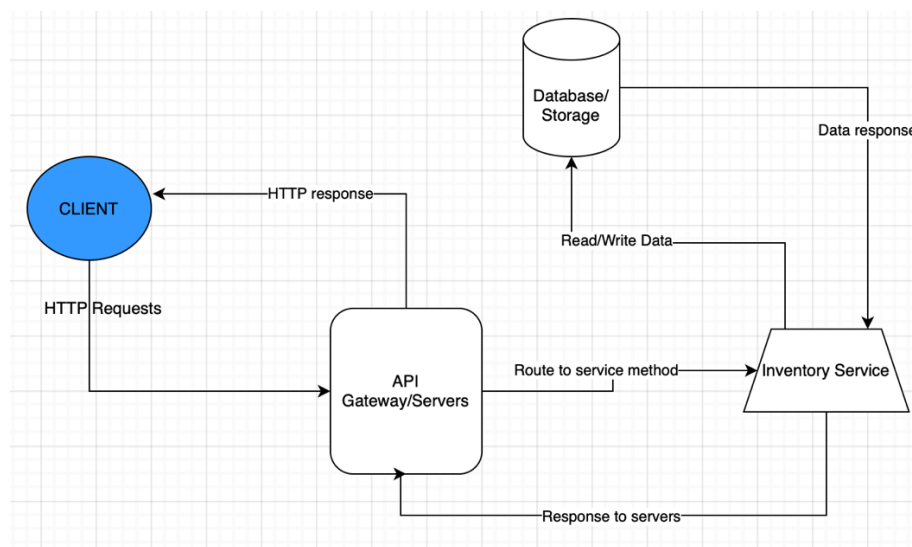 Database/
Storage
Data response
HTTP response
CLIENT
Read/Write Data
HTTP Requests
API
Gateway/Servers
Route to service method
Inventory Service
Response to servers